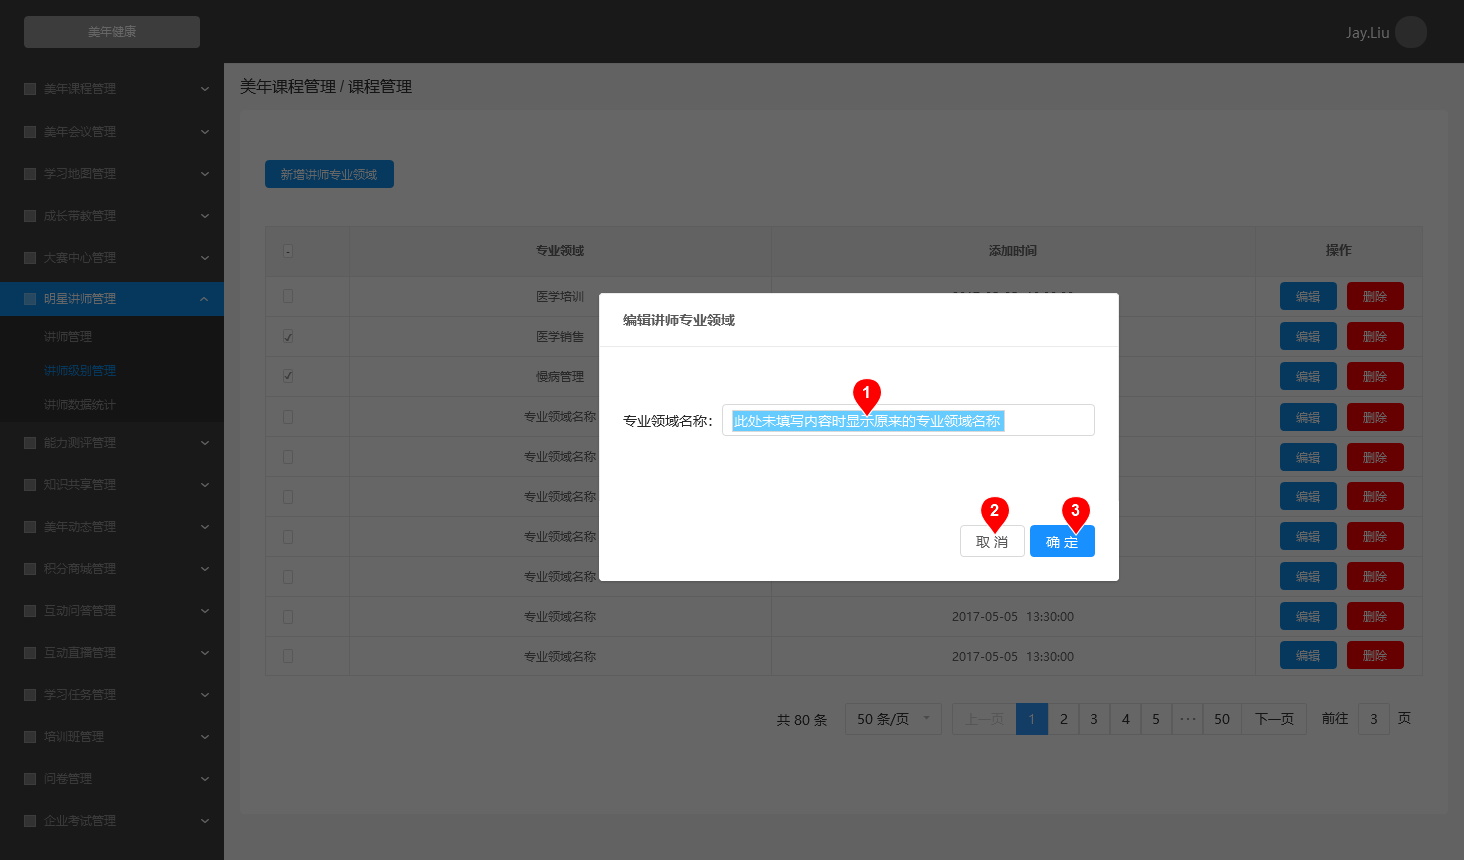 美年健康
Jay.Liu
美年课程管理
美年会议管理
学习地图管理
成长带教管理
大赛中心管理
明星讲师管理
讲师管理
讲师级别管理
讲师数据统计
能力测评管理
知识共享管理
美年动态管理
积分商城管理
互动问答管理
互动直播管理
学习任务管理
培训班管理
问卷管理
企业考试管理
美年课程管理 / 课程管理
新增讲师专业领域
专业领域 添加时间 操作
医学培训 编辑 删除
医学销售 编辑 删除
慢病管理 编辑 删除
专业领域名称 编辑 删除
专业领域名称 编辑 删除
专业领域名称 编辑 删除
专业领域名称 编辑 删除
专业领域名称 编辑 删除
专业领域名称 2017-05-05 13:30:00 编辑 删除
专业领域名称 2017-05-05 13:30:00 编辑 删除
共 80 条 50 条/页 上一页 1 2 3 4 5 ··· 50 下一页 前往 3 页
编辑讲师专业领域
1
专业领域名称: 此处未填写内容时显示原来的专业领域名称
2 3
取 消 确 定